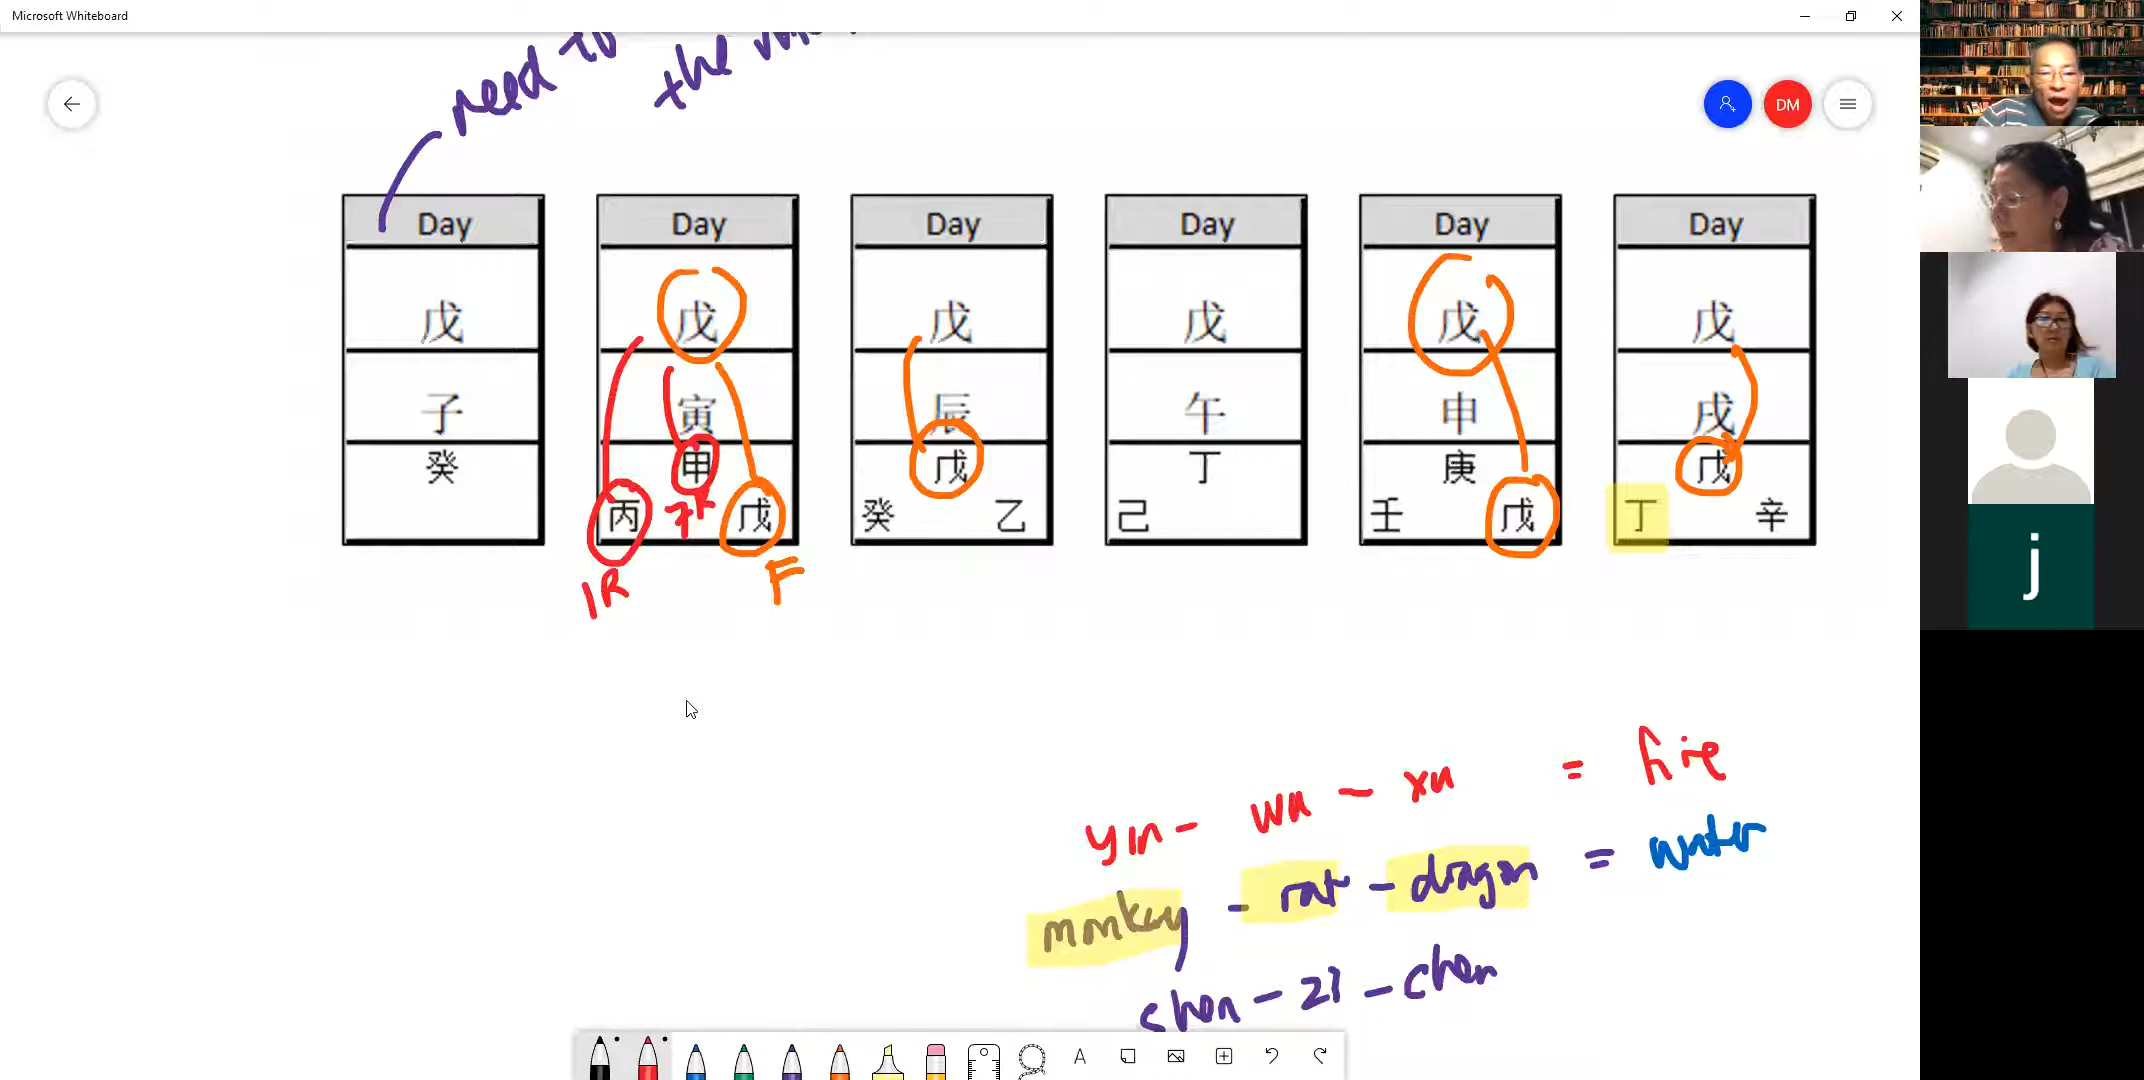 Microsoft Whiteboard
need to
the
DM
Day Day Day Day Day Day
戊 戊 戊 戊 戊 戊
子 寅 辰 午 申 戌
癸 甲 戊 丁 庚 戊
丙 7K 戊 癸 乙 己 壬 戊 丁 辛
IR F
j
yin - wu - xu = fire
monkey - rat - dragon = water
shen - zi - chen
A